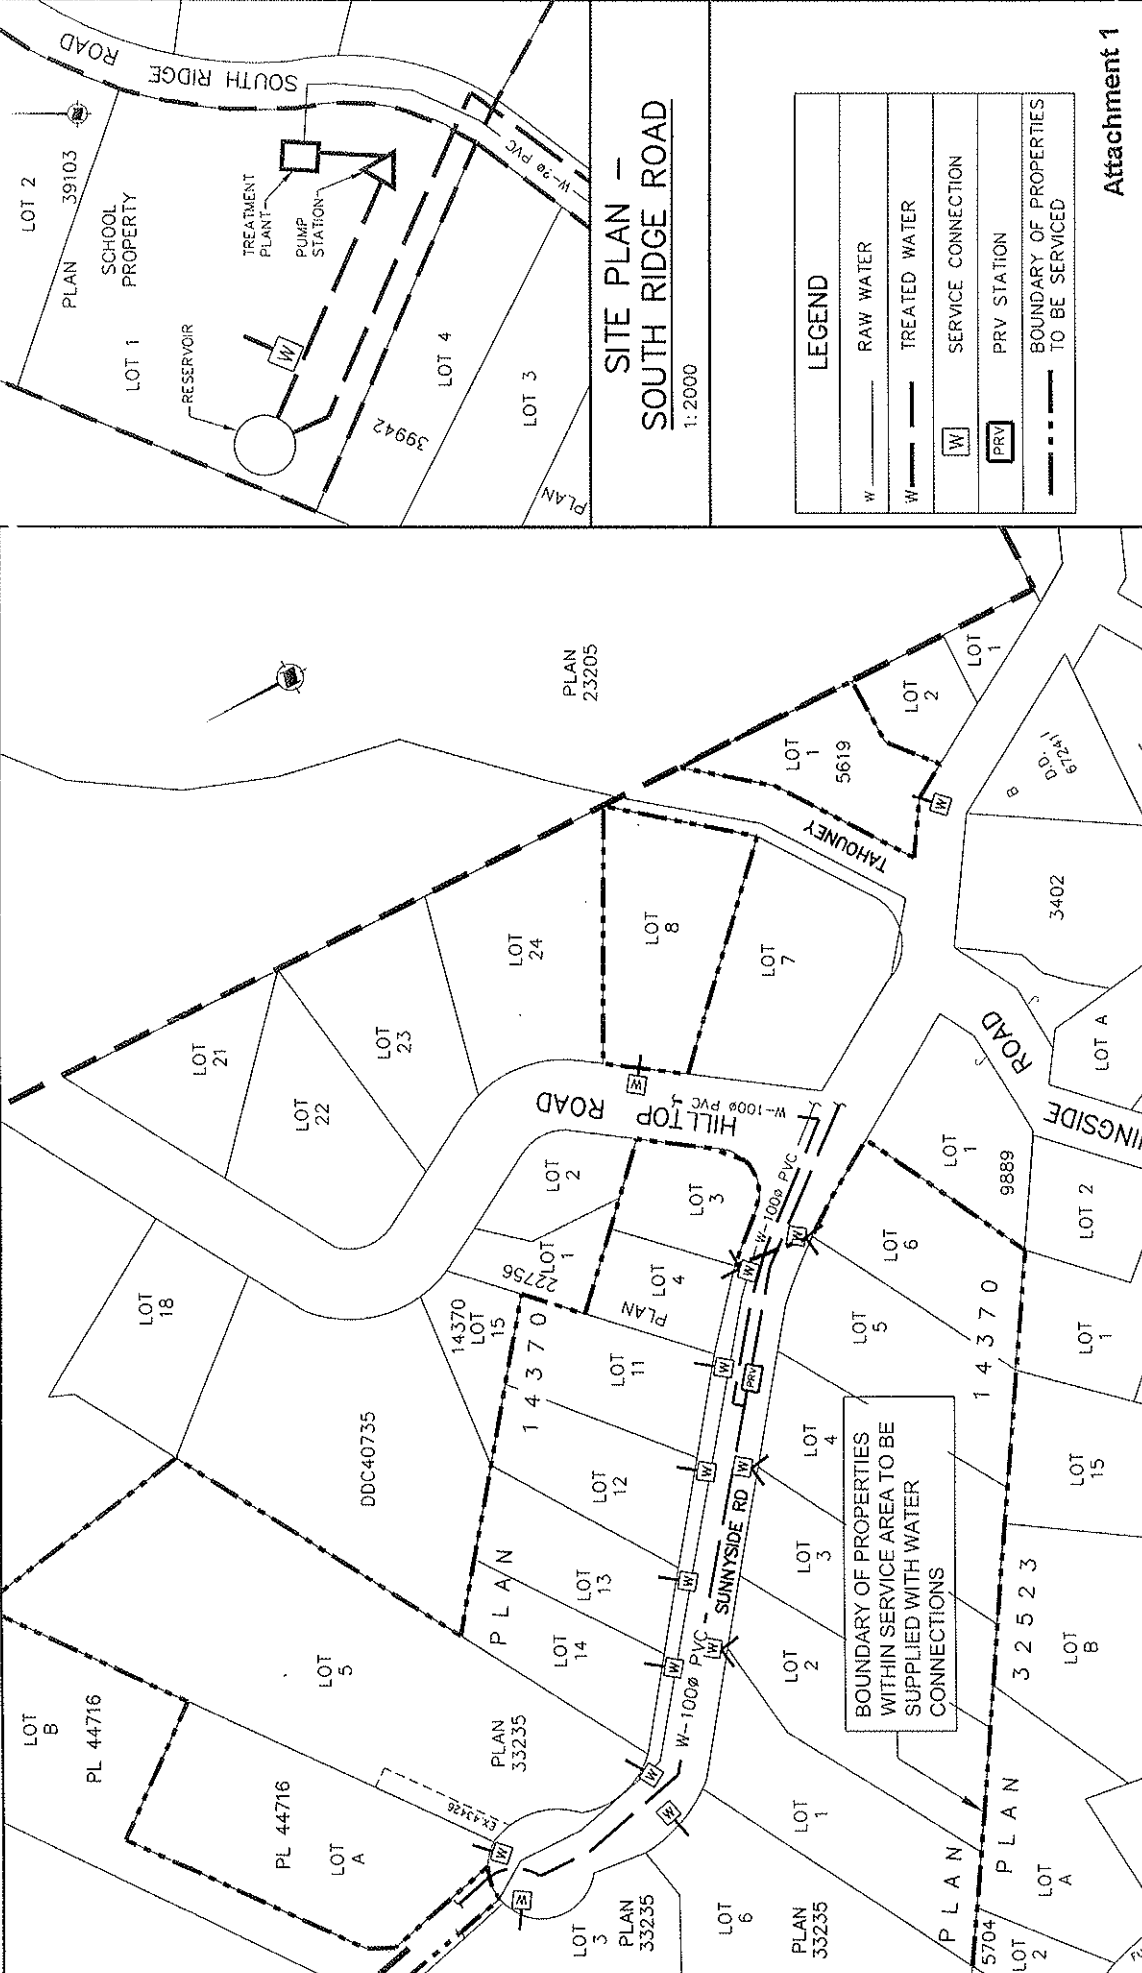 LOT 2
PLAN 39103
SCHOOL
PROPERTY
LOT 1
SOUTH RIDGE ROAD
TREATMENT
PLANT
PUMP
STATION
RESERVOIR
W
LOT 4
39942
LOT 3
PLAN
SITE PLAN -
SOUTH RIDGE ROAD
1: 2000
LEGEND
W RAW WATER
W TREATED WATER
W SERVICE CONNECTION
PRV PRV STATION
BOUNDARY OF PROPERTIES
TO BE SERVICED
Attachment 1
PLAN
23205
LOT
1
LOT
2
LOT
1
5619
W
TAHOUNEY
B
D.D.
3402
LOT A
ROAD
LOT
21
LOT
22
LOT
23
LOT
24
LOT
8
LOT
7
W
HILLTOP ROAD
W-100ø PVC
LOT
18
LOT
2
LOT
1
22756
LOT
3
LOT
4
PLAN
14370
LOT
15
14370
W-100ø PVC
W
W
LOT
1
9889
LOT 2
LOT
6
LOT
5
LOT
1
14370
DDC40735
LOT
11
LOT
12
LOT
13
LOT
14
PLAN
W
W
W
W
PRV
W
W
SUNNYSIDE RD
W-100ø PVC
LOT
4
LOT
3
LOT
2
LOT
1
LOT
15
BOUNDARY OF PROPERTIES
WITHIN SERVICE AREA TO BE
SUPPLIED WITH WATER
CONNECTIONS
32523
PLAN
LOT
B
LOT
B
PL 44716
LOT
5
PLAN
33235
PL 44716
LOT
A
EX.43426
W
W
W
W
LOT
3
PLAN
33235
LOT
6
PLAN
33235
PLAN
5704
LOT
2
LOT
A